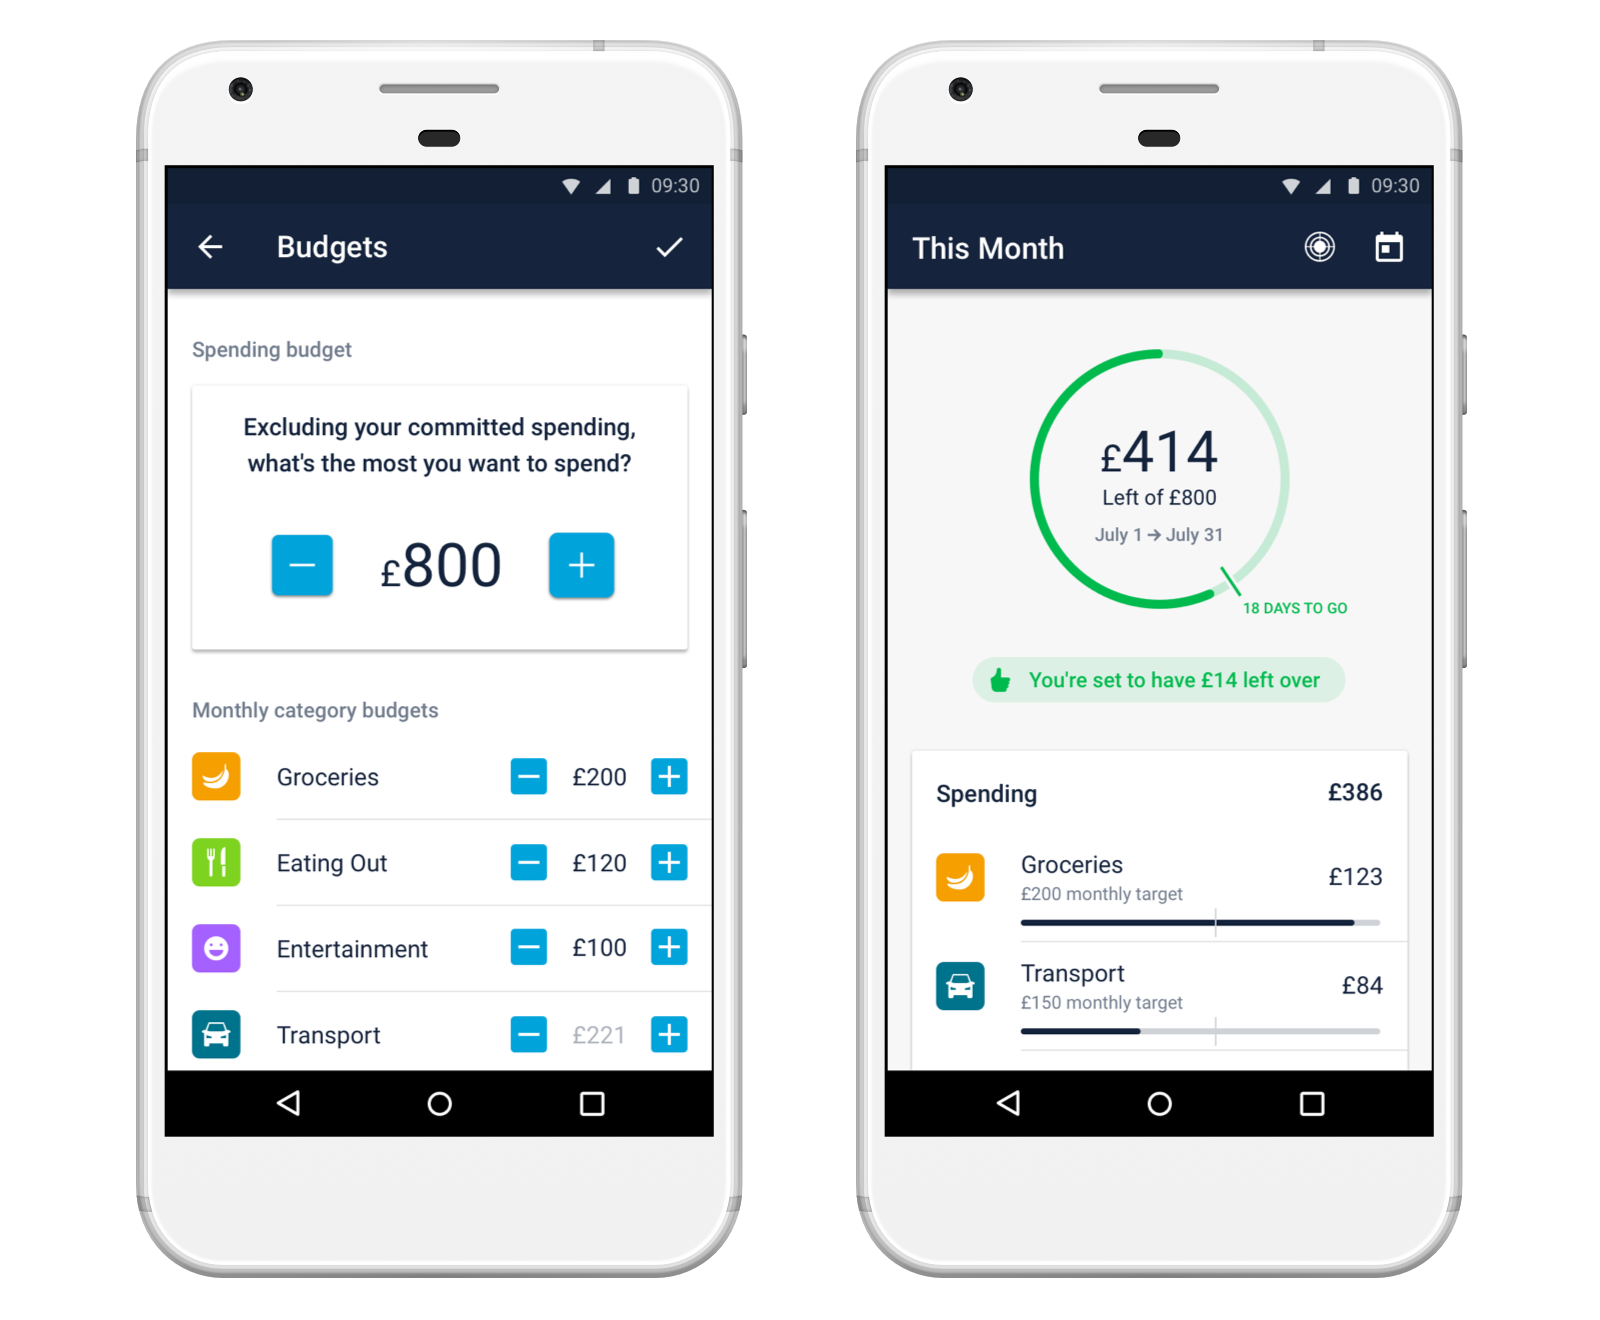 09:30
Budgets
Spending budget
Excluding your committed spending,
what's the most you want to spend?
£800
Monthly category budgets
Groceries £200
Eating Out £120
Entertainment £100
Transport £221
09:30
This Month
£414
Left of £800
July 1 → July 31
18 DAYS TO GO
You're set to have £14 left over
Spending £386
Groceries
£200 monthly target
£123
Transport
£150 monthly target
£84